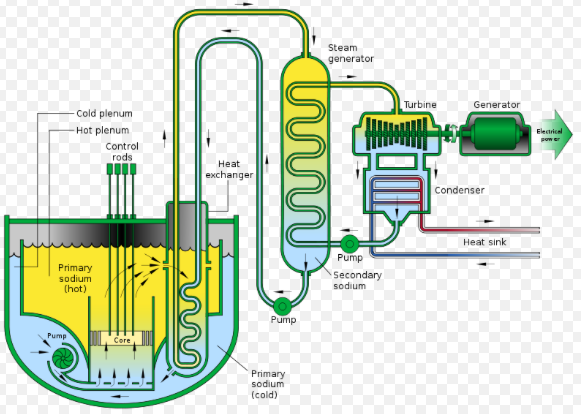 Steam
generator
Turbine
Generator
Electrical
power
Cold plenum
Hot plenum
Control
rods
Heat
exchanger
Condenser
Heat sink
Pump
Secondary
sodium
Primary
sodium
(hot)
Pump
Pump
Core
Primary
sodium
(cold)